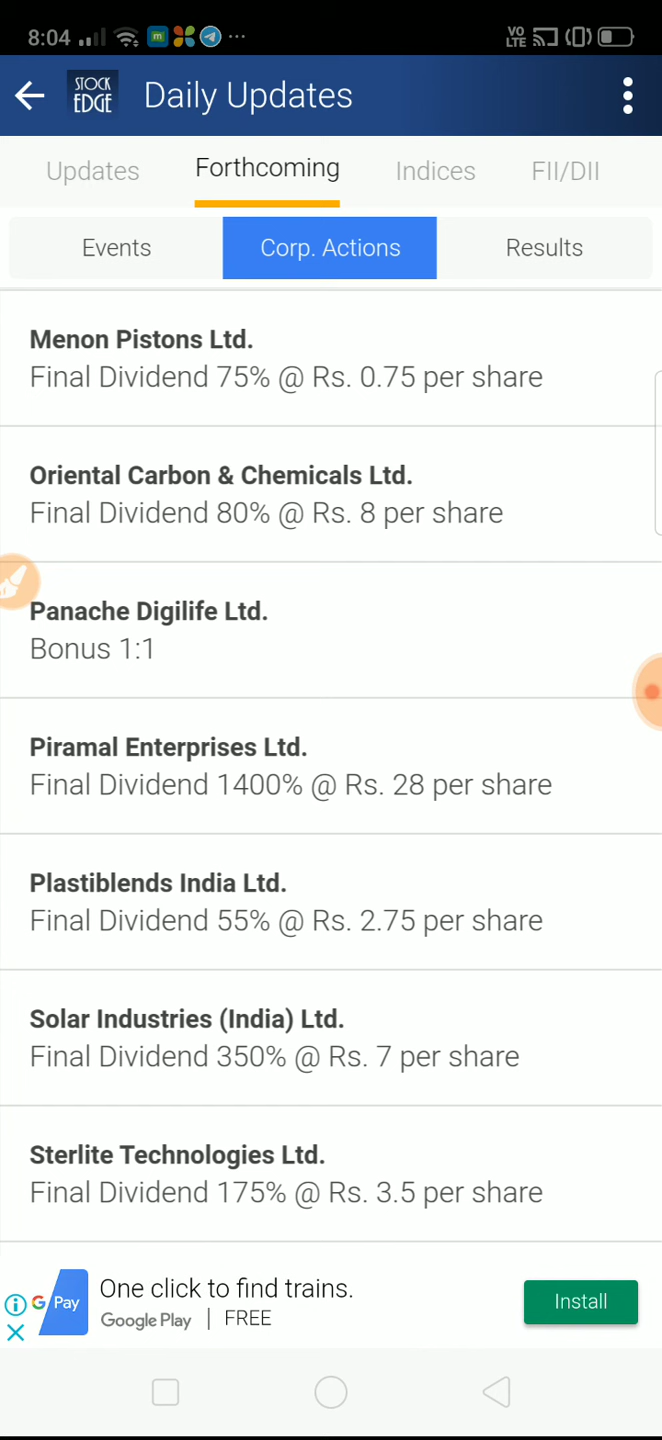 8:04
VO LTE
STOCK EDGE Daily Updates
Updates Forthcoming Indices FII/DII
Events Corp. Actions Results
Menon Pistons Ltd.
Final Dividend 75% @ Rs. 0.75 per share
Oriental Carbon & Chemicals Ltd.
Final Dividend 80% @ Rs. 8 per share
Panache Digilife Ltd.
Bonus 1:1
Piramal Enterprises Ltd.
Final Dividend 1400% @ Rs. 28 per share
Plastiblends India Ltd.
Final Dividend 55% @ Rs. 2.75 per share
Solar Industries (India) Ltd.
Final Dividend 350% @ Rs. 7 per share
Sterlite Technologies Ltd.
Final Dividend 175% @ Rs. 3.5 per share
G Pay
One click to find trains.
Google Play | FREE
Install